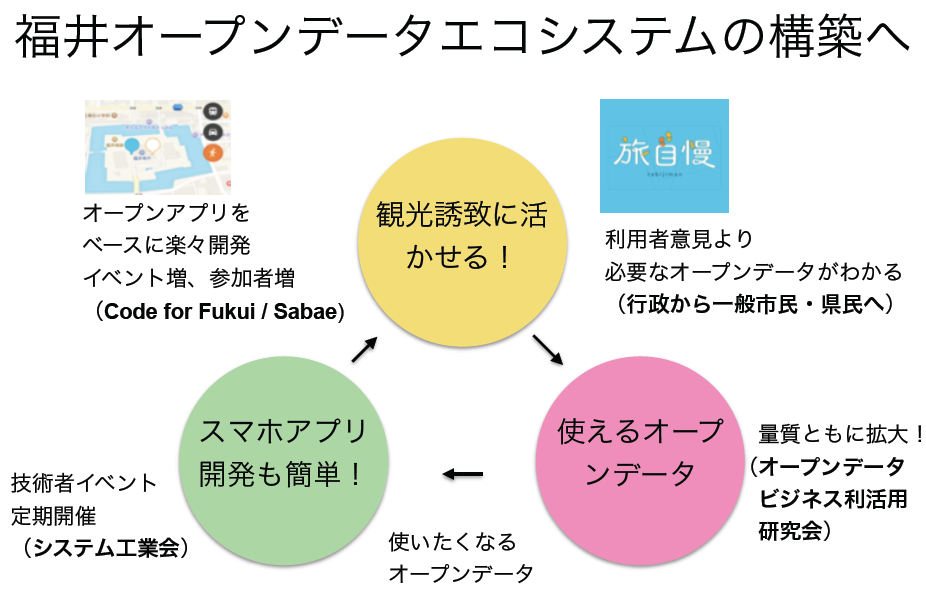 福井オープンデータエコシステムの構築へ
旅自慢
tabijiman
オープンアプリを
ベースに楽々開発
イベント増、参加者増
（Code for Fukui / Sabae)
観光誘致に活
かせる！
利用者意見より
必要なオープンデータがわかる
（行政から一般市民・県民へ）
スマホアプリ
開発も簡単！
使えるオープ
ンデータ
量質ともに拡大！
（オープンデータ
ビジネス利活用
研究会）
技術者イベント
定期開催
（システム工業会）
使いたくなる
オープンデータ